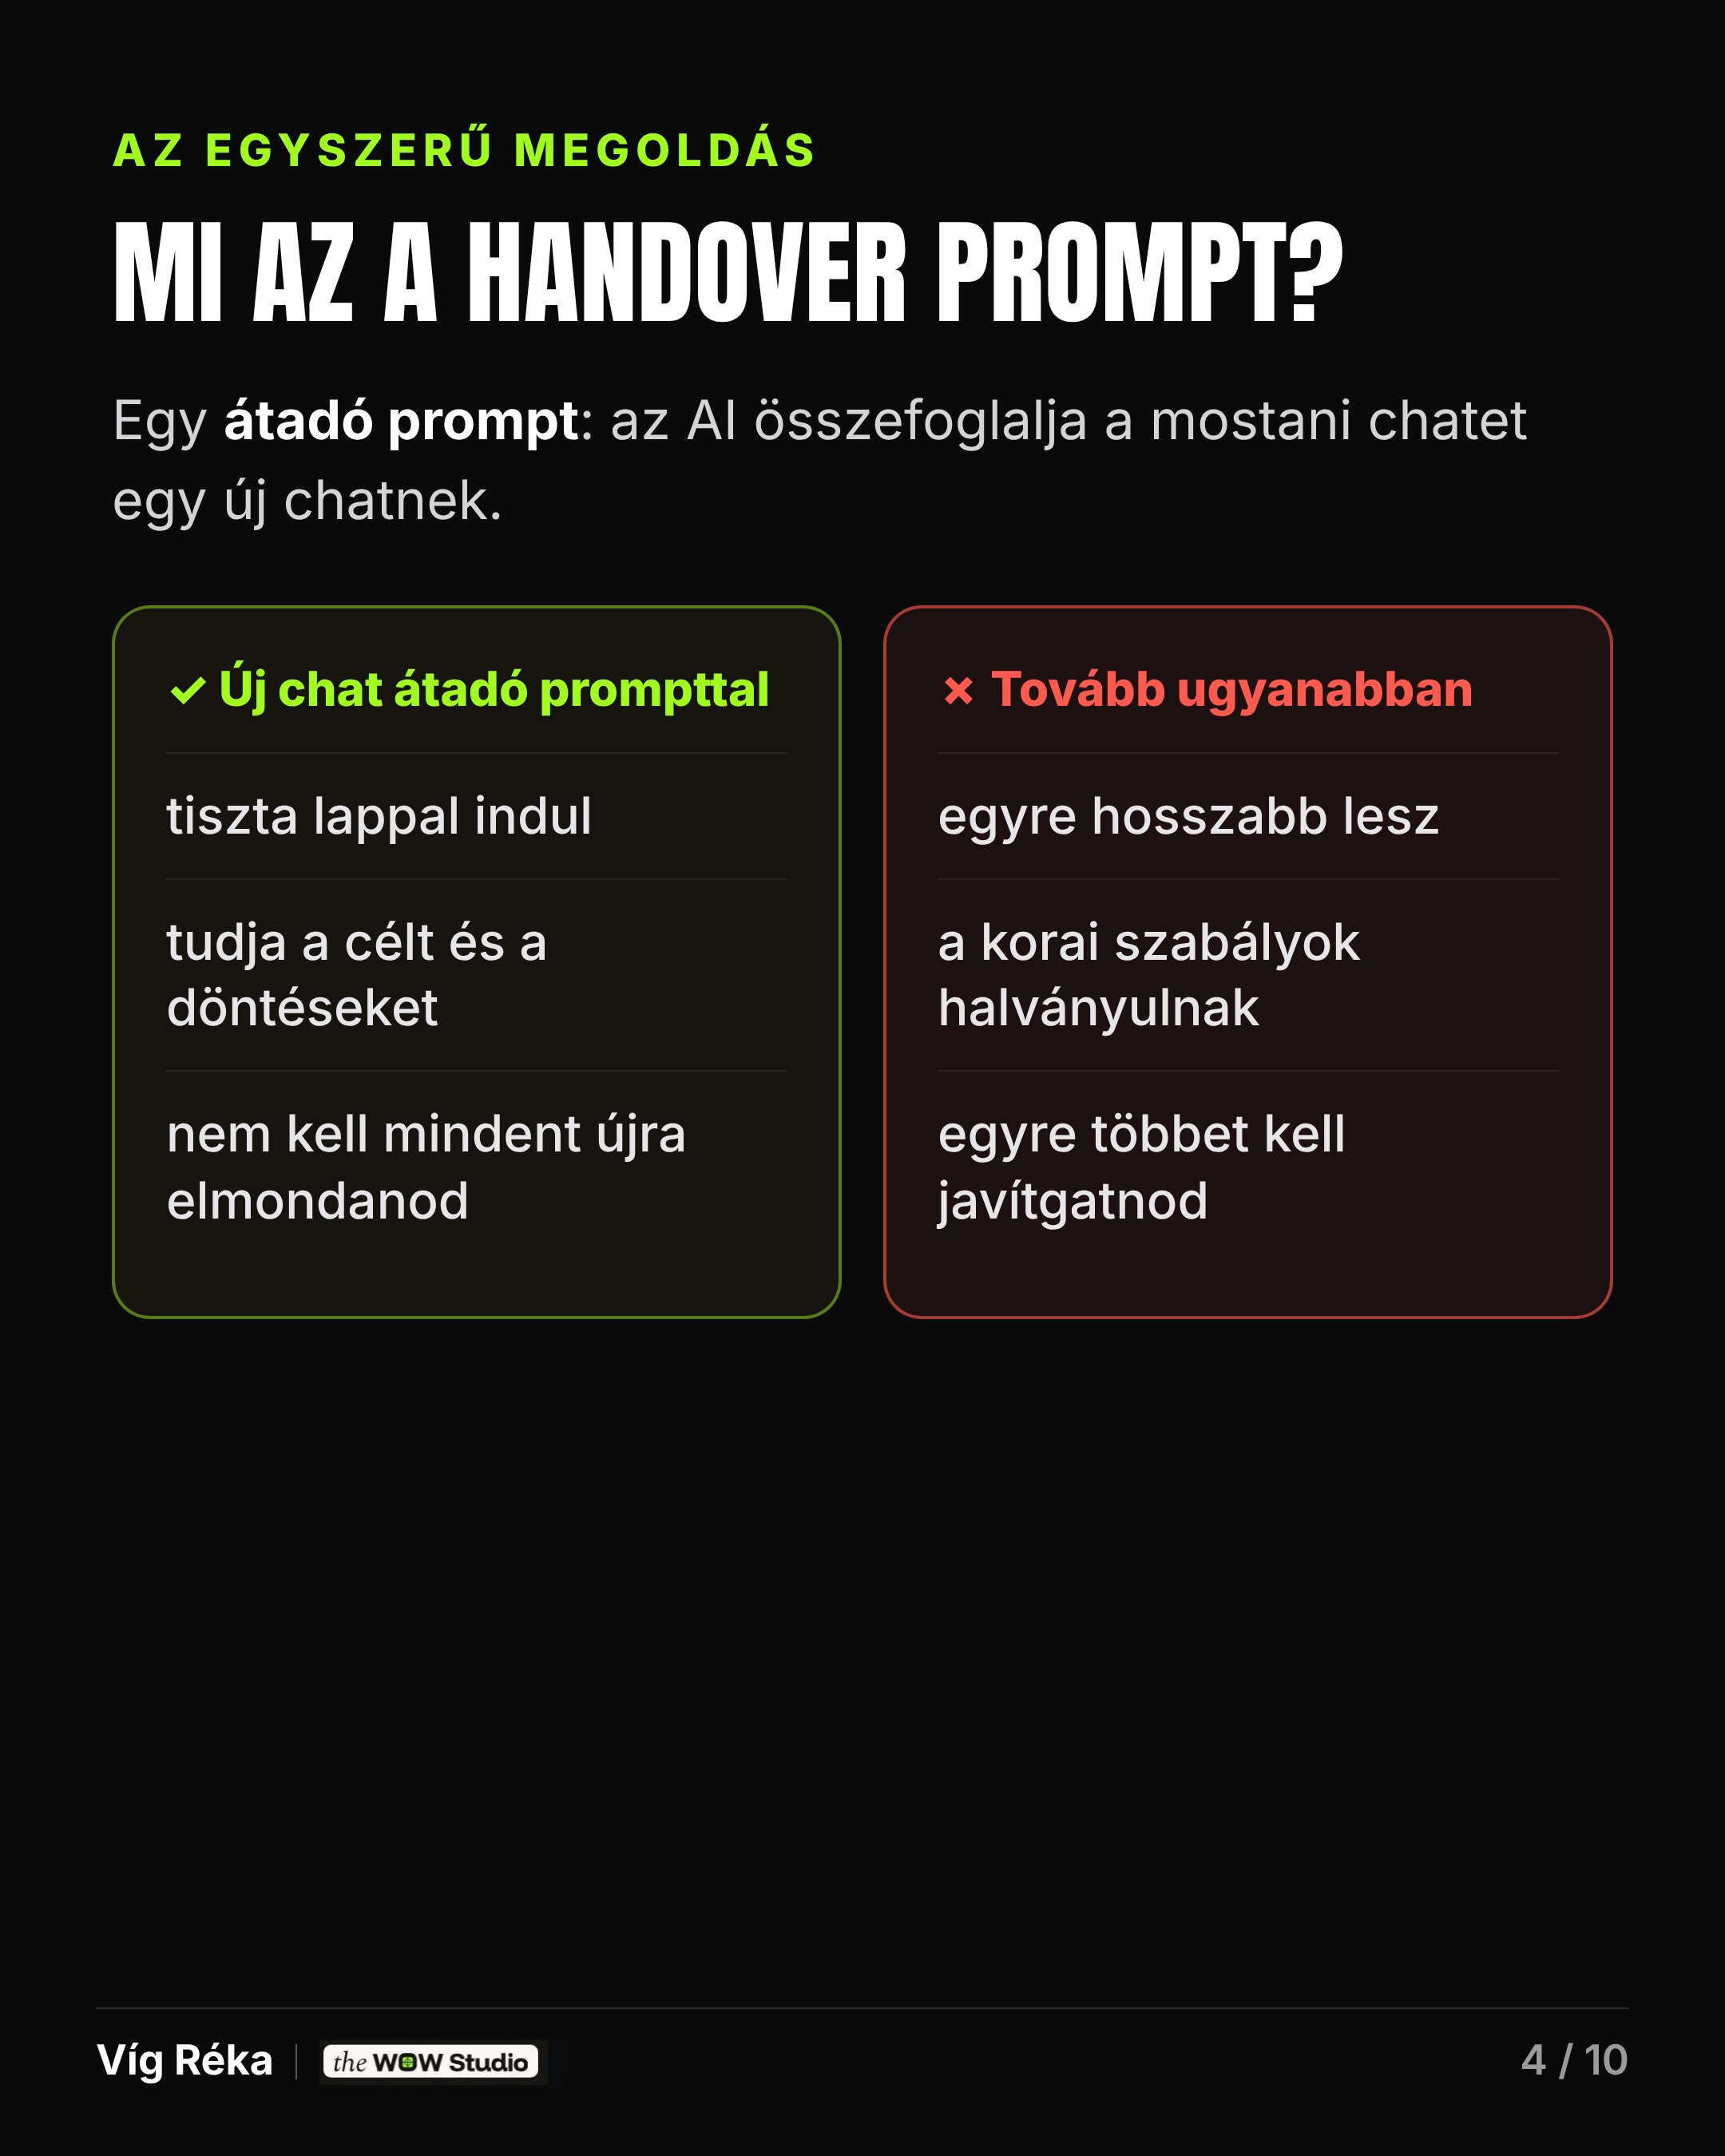 AZ EGYSZERŰ MEGOLDÁS
MI AZ A HANDOVER PROMPT?
Egy átadó prompt: az AI összefoglalja a mostani chatet
egy új chatnek.
✓ Új chat átadó prompttal
tiszta lappal indul
tudja a célt és a
döntéseket
nem kell mindent újra
elmondanod
× Tovább ugyanabban
egyre hosszabb lesz
a korai szabályok
halványulnak
egyre többet kell
javítgatnod
Víg Réka
the WOW Studio
4 / 10